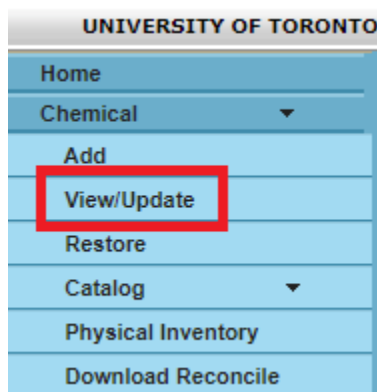 UNIVERSITY OF TORONTO
Home
Chemical
Add
View/Update
Restore
Catalog
Physical Inventory
Download Reconcile